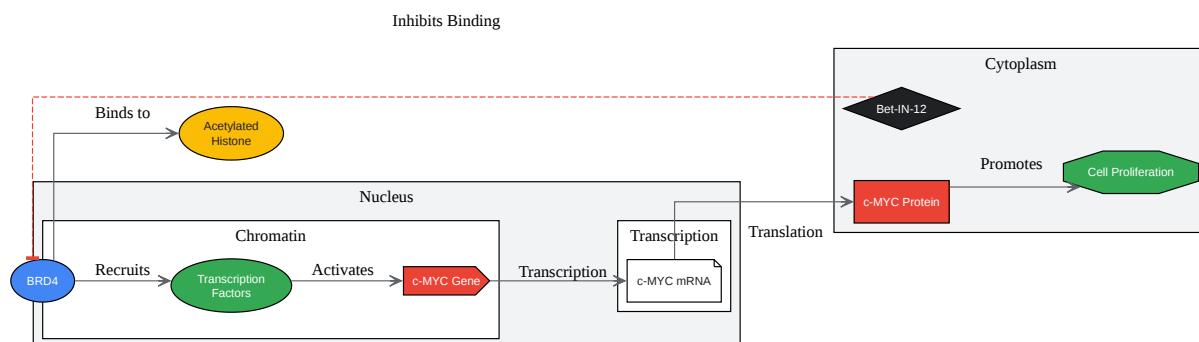 Inhibits Binding
Cytoplasm
Bet-IN-12
Binds to
Acetylated
Histone
Promotes
Cell Proliferation
Nucleus
c-MYC Protein
Chromatin
Transcription
Translation
Recruits
Activates
Transcription
BRD4
Transcription
Factors
c-MYC Gene
c-MYC mRNA